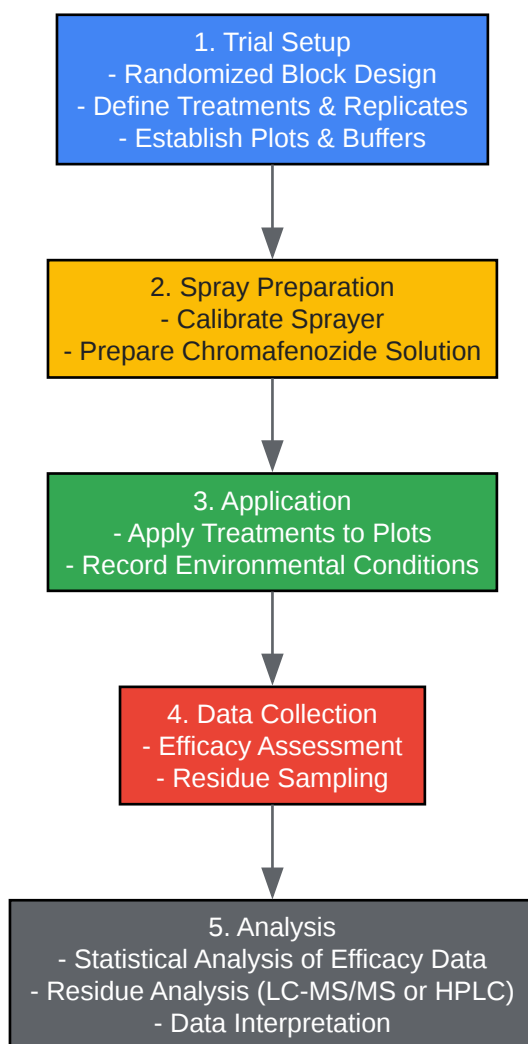 1. Trial Setup
- Randomized Block Design
- Define Treatments & Replicates
- Establish Plots & Buffers
2. Spray Preparation
- Calibrate Sprayer
- Prepare Chromafenozide Solution
3. Application
- Apply Treatments to Plots
- Record Environmental Conditions
4. Data Collection
- Efficacy Assessment
- Residue Sampling
5. Analysis
- Statistical Analysis of Efficacy Data
- Residue Analysis (LC-MS/MS or HPLC)
- Data Interpretation